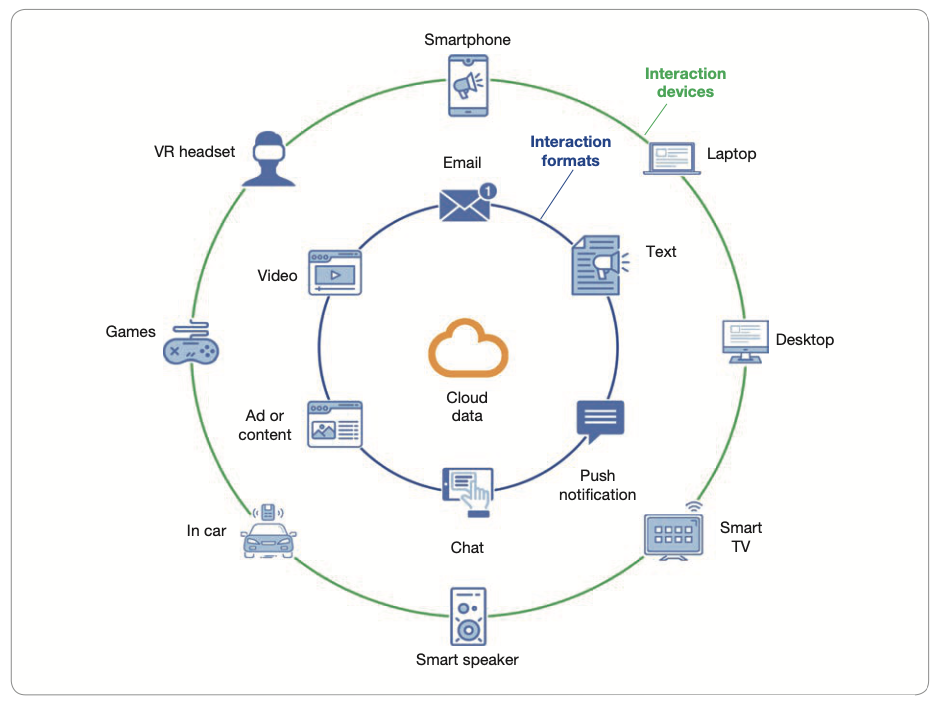 Smartphone
Interaction
devices
VR headset
Interaction
formats
Laptop
Email
1
Text
Video
Games
Desktop
Cloud
data
Ad or
content
Push
notification
In car
Smart
TV
Chat
Smart speaker